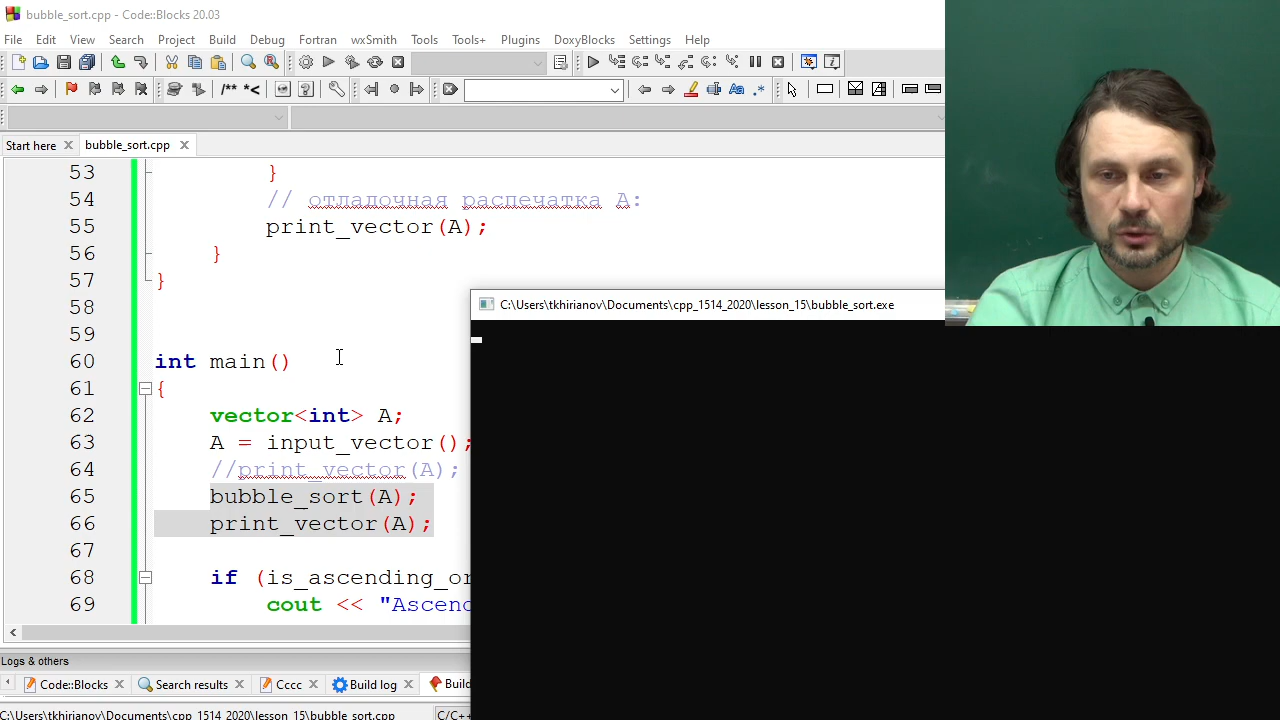 bubble_sort.cpp - Code::Blocks 20.03
File Edit View Search Project Build Debug Fortran wxSmith Tools Tools+ Plugins DoxyBlocks Settings Help
/** *<
Start here bubble_sort.cpp
53 }
54 // отлалочная распечатка A:
55 print_vector(A);
56 }
57 }
58
59
60 int main()
61 {
62 vector<int> A;
63 A = input_vector();
64 //print_vector(A);
65 bubble_sort(A);
66 print_vector(A);
67
68 if (is_ascending_or
69 cout << "Ascend
C:\Users\tkhirianov\Documents\cpp_1514_2020\lesson_15\bubble_sort.exe
Logs & others
Code::Blocks Search results Cccc Build log Build
C:\Users\tkhirianov\Documents\cpp_1514_2020\lesson_15\bubble_sort.cpp C/C++